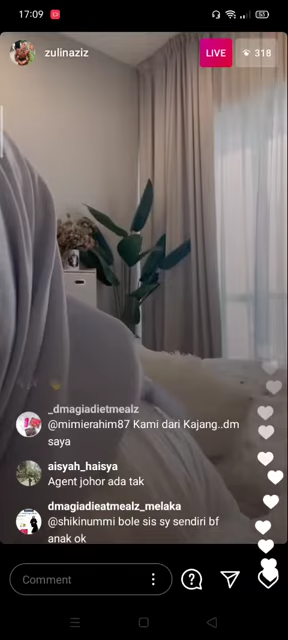 17:09
zulinaziz
LIVE
318
_dmagiadietmealz
@mimierahim87 Kami dari Kajang..dm
saya
aisyah_haisya
Agent johor ada tak
dmagiadieatmealz_melaka
@shikinummi bole sis sy sendiri bf
anak ok
Comment